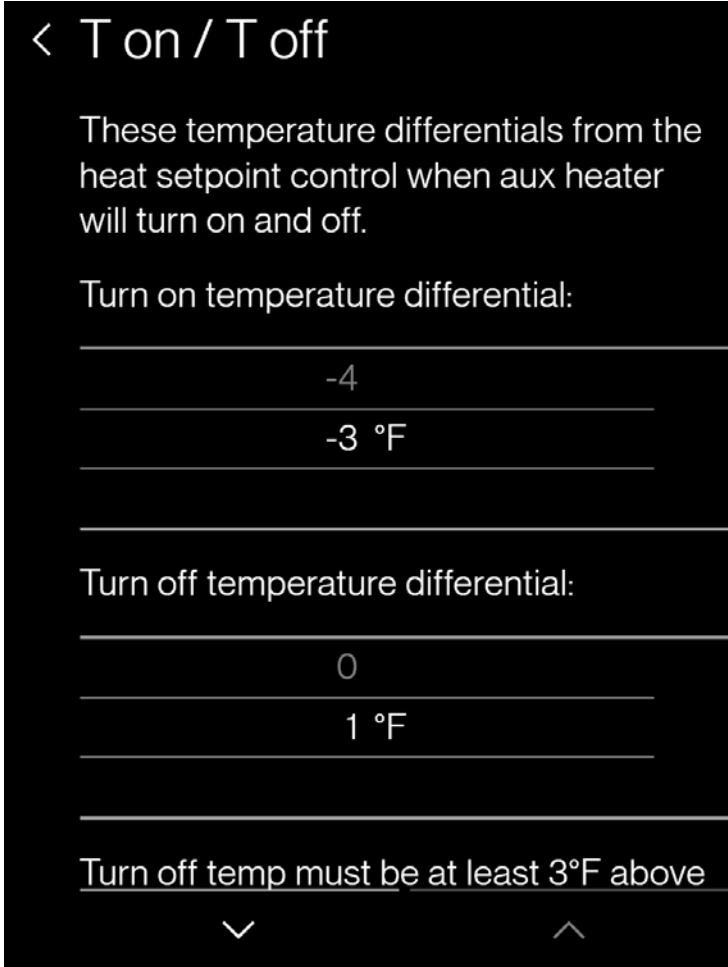 T on / T off
These temperature differentials from the
heat setpoint control when aux heater
will turn on and off.
Turn on temperature differential:
-4
-3 °F
Turn off temperature differential:
0
1 °F
Turn off temp must be at least 3°F above